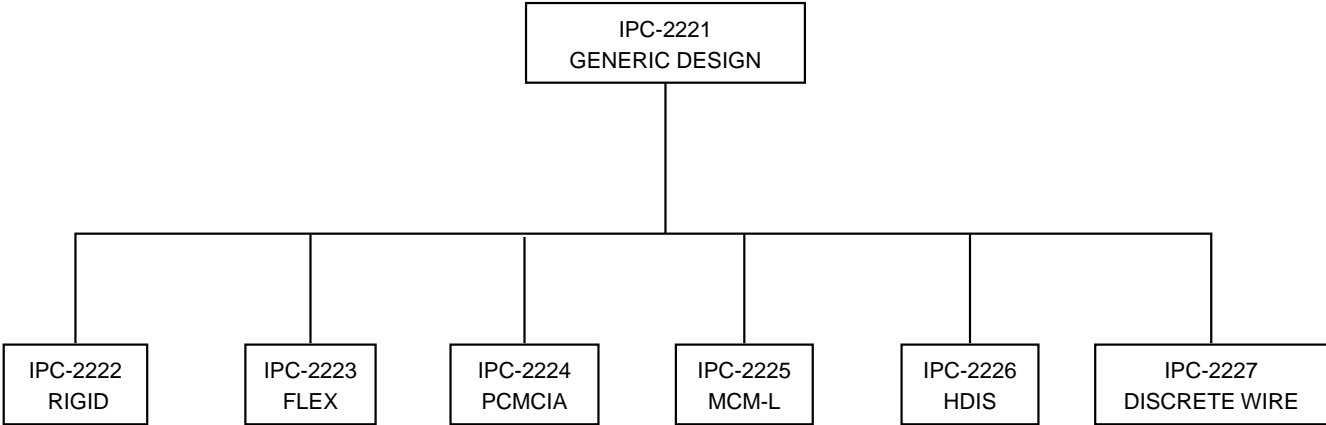 IPC-2221
GENERIC DESIGN
IPC-2222
RIGID
IPC-2223
FLEX
IPC-2224
PCMCIA
IPC-2225
MCM-L
IPC-2226
HDIS
IPC-2227
DISCRETE WIRE